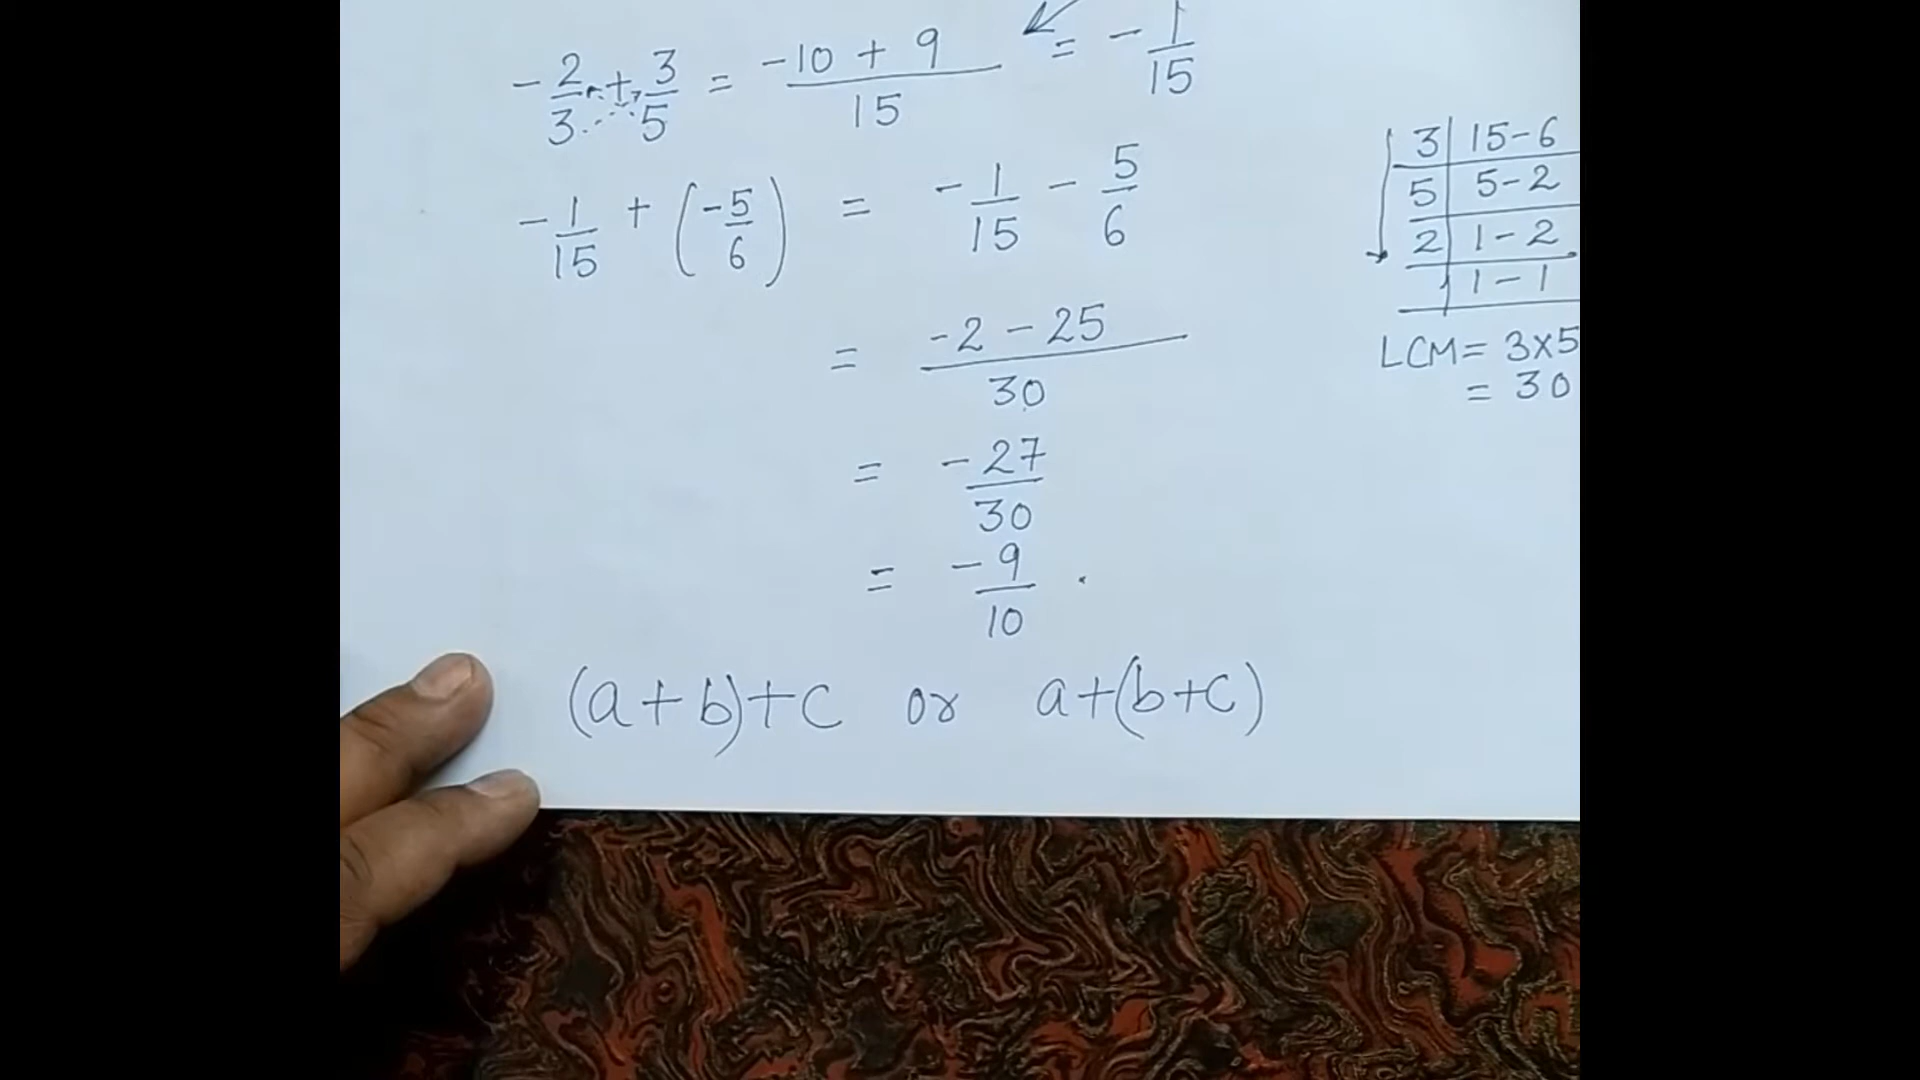 -2/3 + 3/5 = -10 + 9/15 = -1/15
-1/15 + (-5/6) = -1/15 - 5/6
= -2 - 25/30
= -27/30
= -9/10 .
(a+b)+c or a+(b+c)
3 | 15-6
5 | 5-2
2 | 1-2
| 1-1
LCM = 3x5
= 30